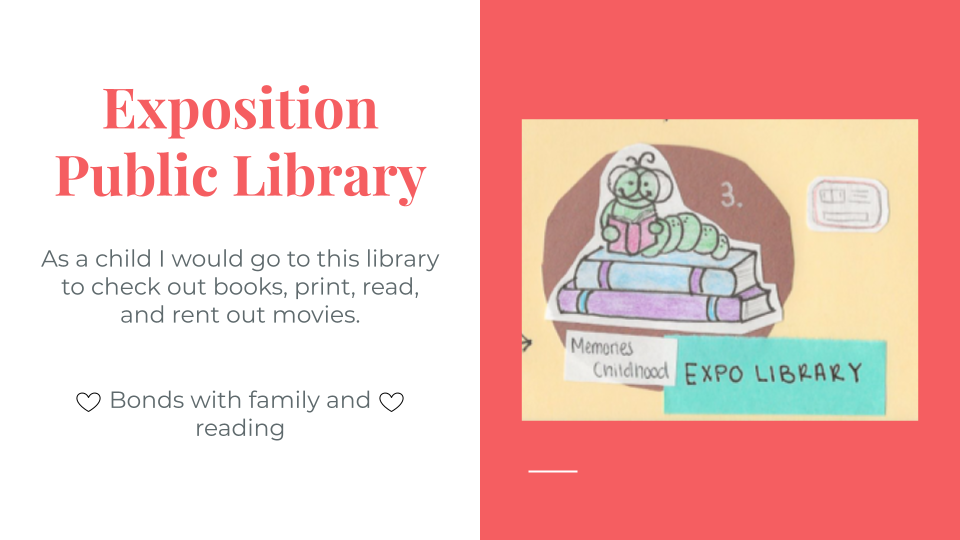 Exposition
Public Library
As a child I would go to this library
to check out books, print, read,
and rent out movies.
Bonds with family and
reading
3.
Memories
Childhood
EXPO LIBRARY